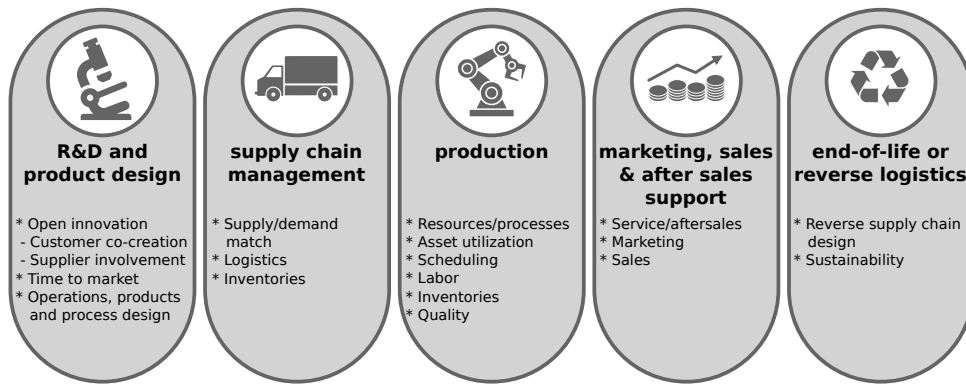 R&D and
product design
* Open innovation
- Customer co-creation
- Supplier involvement
* Time to market
* Operations, products
and process design
supply chain
management
* Supply/demand
match
* Logistics
* Inventories
production
* Resources/processes
* Asset utilization
* Scheduling
* Labor
* Inventories
* Quality
marketing, sales
& after sales
support
* Service/aftersales
* Marketing
* Sales
end-of-life or
reverse logistics
* Reverse supply chain
design
* Sustainability